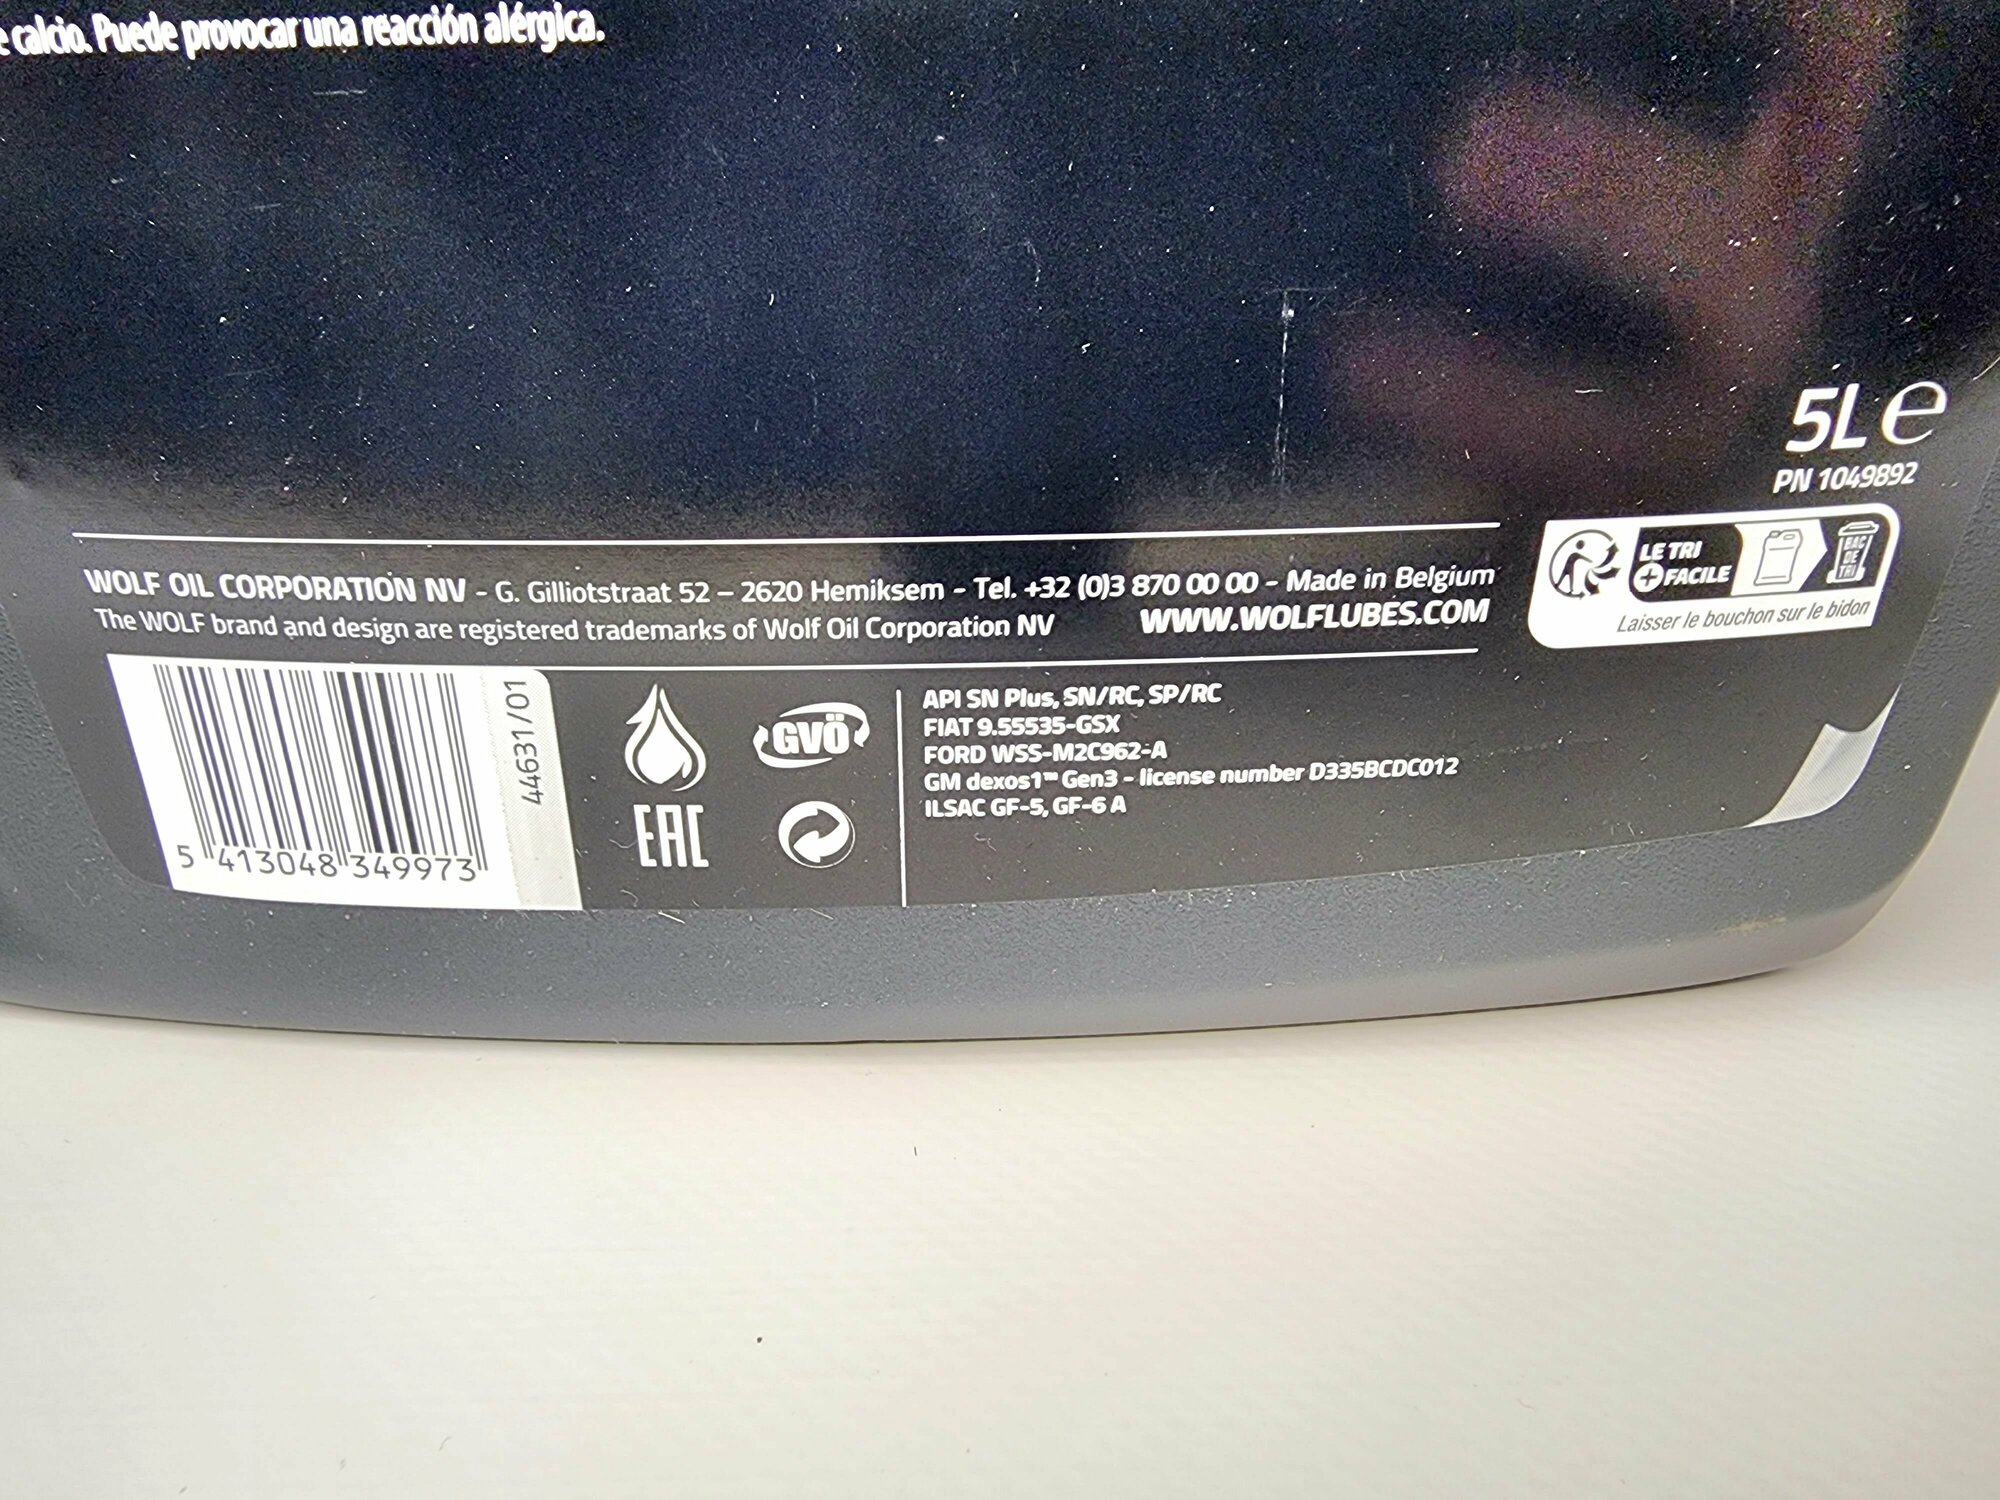 calcio. Puede provocar una reacción alérgica.
5L e
PN 1049892
WOLF OIL CORPORATION NV - G. Gilliotstraat 52 – 2620 Hemiksem - Tel. +32 (0)3 870 00 00 - Made in Belgium
The WOLF brand and design are registered trademarks of Wolf Oil Corporation NV
WWW.WOLFLUBES.COM
LE TRI
+ FACILE
BAC
DE
TRI
Laisser le bouchon sur le bidon
5 413048 349973
44931/01
EAC
GVÖ
API SN Plus, SN/RC, SP/RC
FIAT 9.55535-GSX
FORD WSS-M2C962-A
GM dexos1™ Gen3 - license number D335BCDC012
ILSAC GF-5, GF-6 A